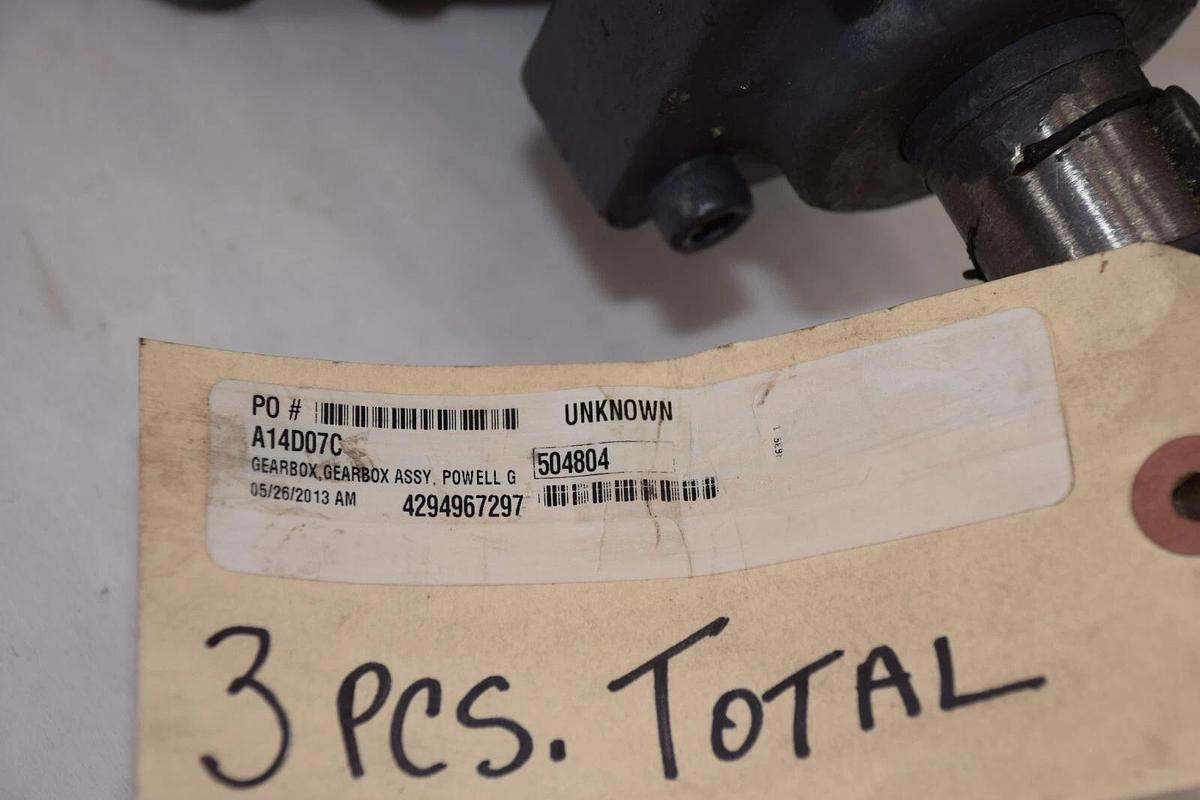 PO # UNKNOWN
A14D07C
504804
GEARBOX,GEARBOX ASSY, POWELL G
05/26/2013 AM 4294967297
3 PCS. TOTAL